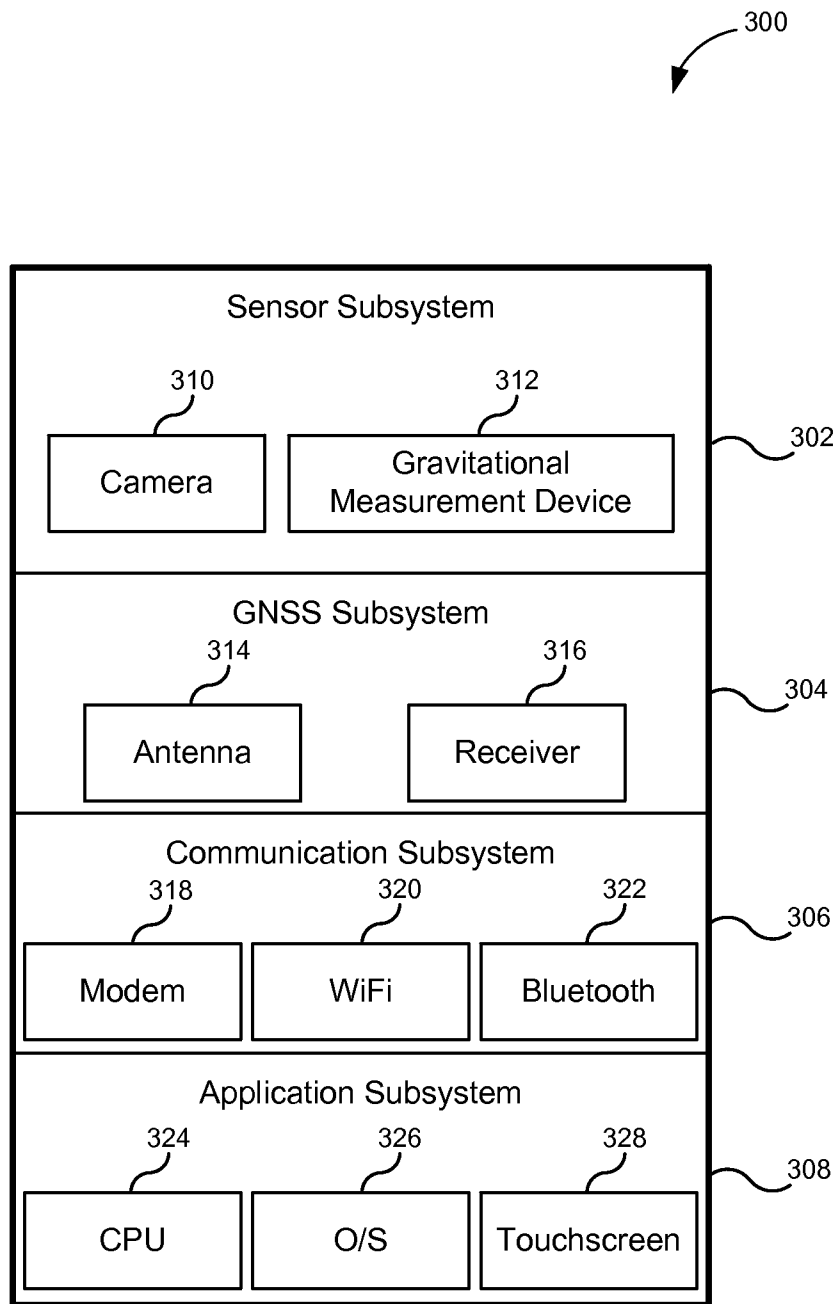 300
Sensor Subsystem
310
312
302
Camera
Gravitational
Measurement Device
GNSS Subsystem
314
316
304
Antenna
Receiver
Communication Subsystem
318
320
322
306
Modem
WiFi
Bluetooth
Application Subsystem
324
326
328
308
CPU
O/S
Touchscreen